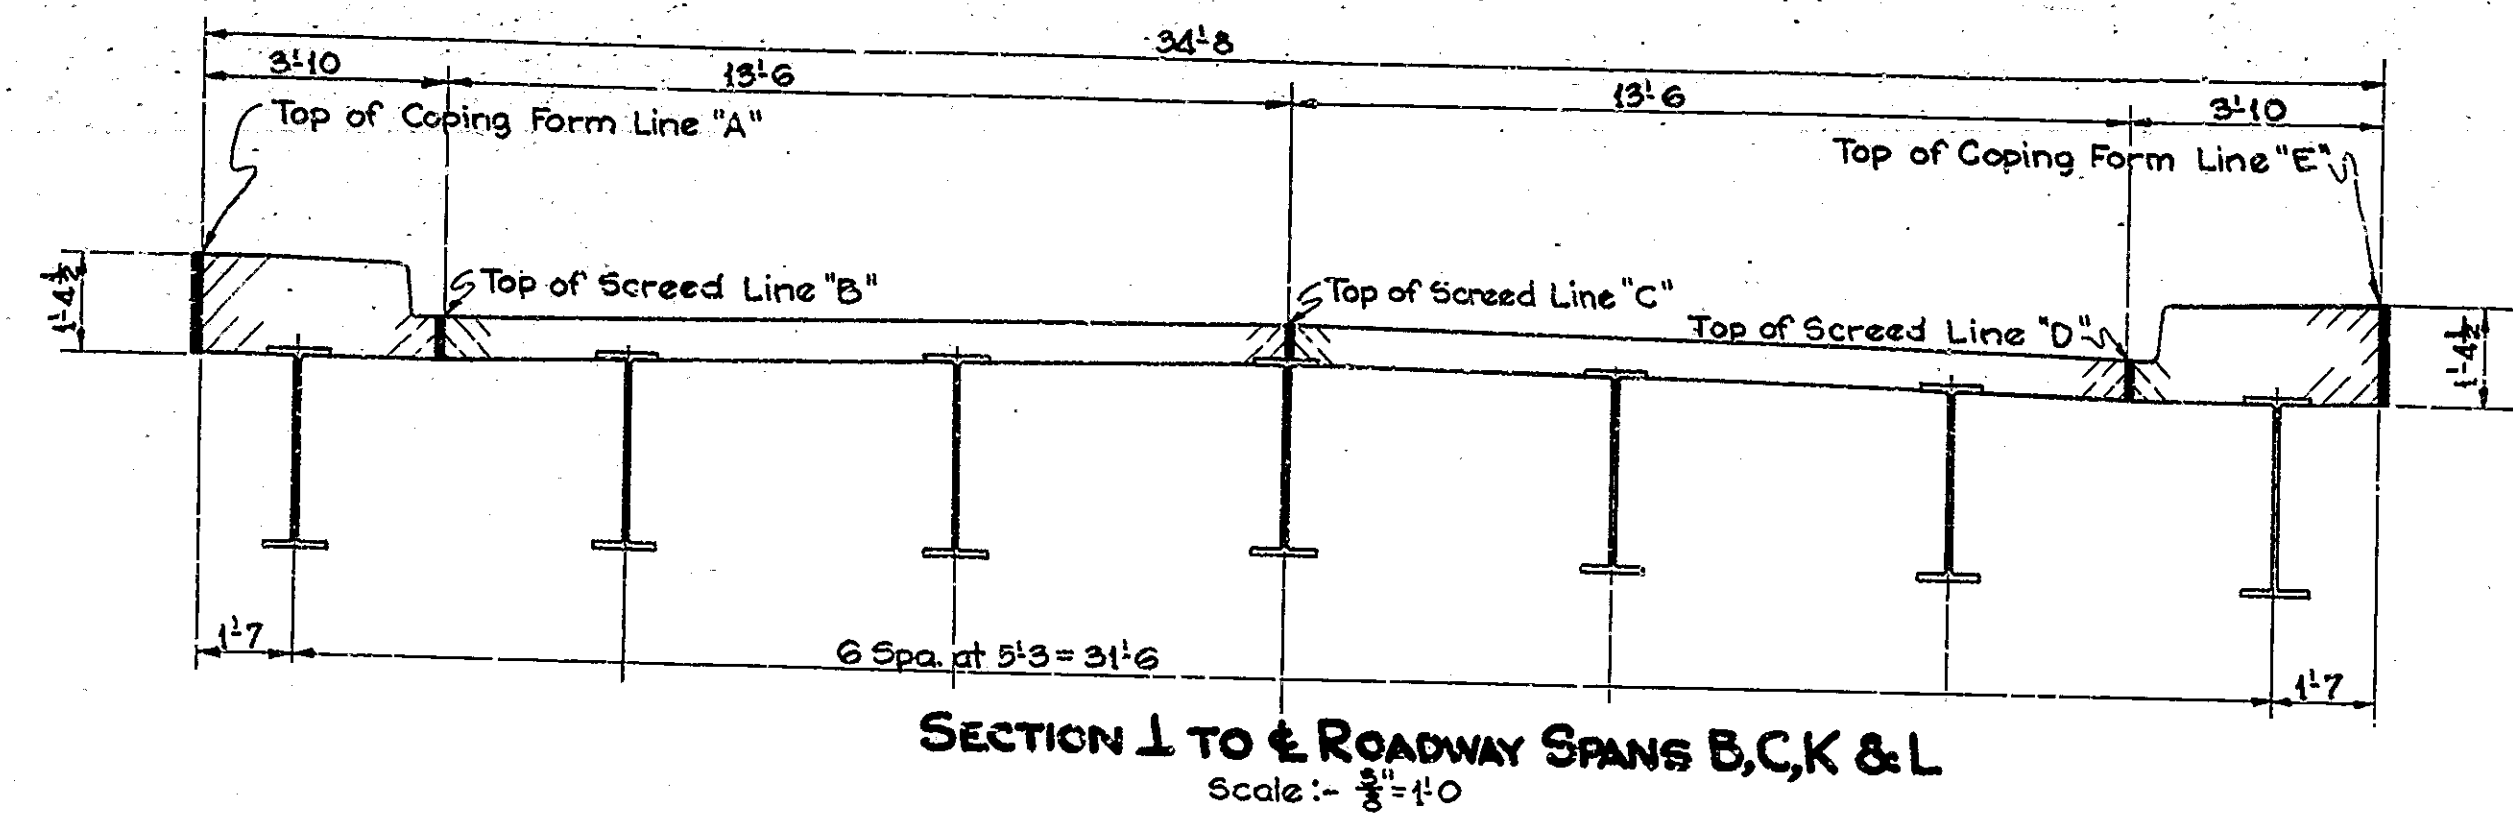 34'-8
3'-10
13'-6
13'-6
3'-10
Top of Coping Form Line "A"
Top of Coping Form Line "E"
1'-4½
Top of Screed Line "B"
Top of Screed Line "C"
Top of Screed Line "D"
1'-4½
1'-7
6 Spa. at 5'-3 = 31'-6
1'-7
SECTION ⊥ TO ℄ ROADWAY SPANS B,C,K & L
Scale:- ⅜" = 1'-0